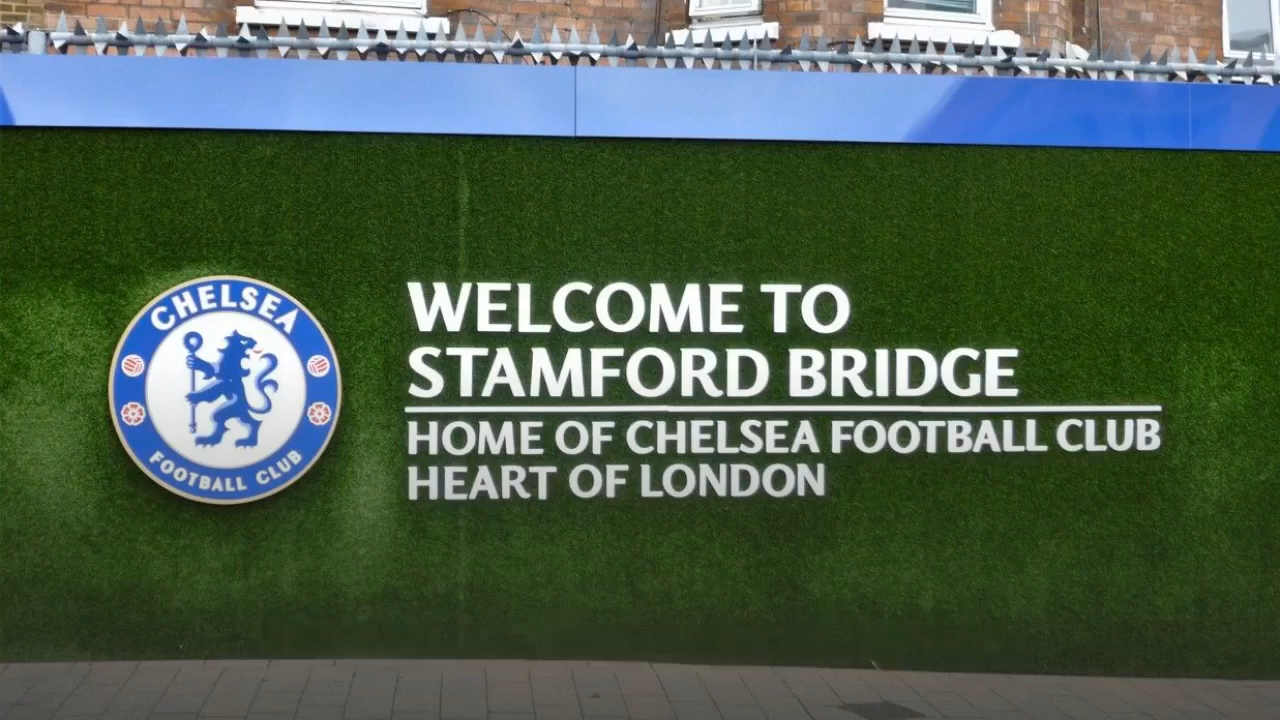 CHELSEA
FOOTBALL CLUB
WELCOME TO
STAMFORD BRIDGE
HOME OF CHELSEA FOOTBALL CLUB
HEART OF LONDON